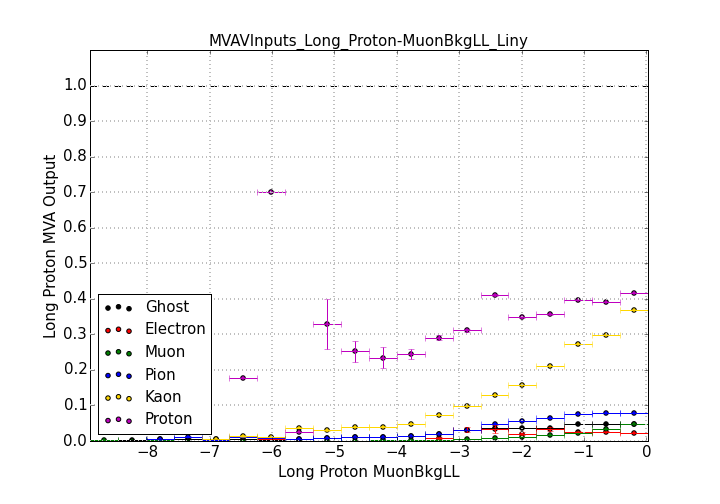 MVAVInputs_Long_Proton-MuonBkgLL_Liny
Long Proton MVA Output
1.0
0.9
0.8
0.7
0.6
0.5
0.4
0.3
0.2
0.1
0.0
Ghost
Electron
Muon
Pion
Kaon
Proton
−8 −7 −6 −5 −4 −3 −2 −1 0
Long Proton MuonBkgLL